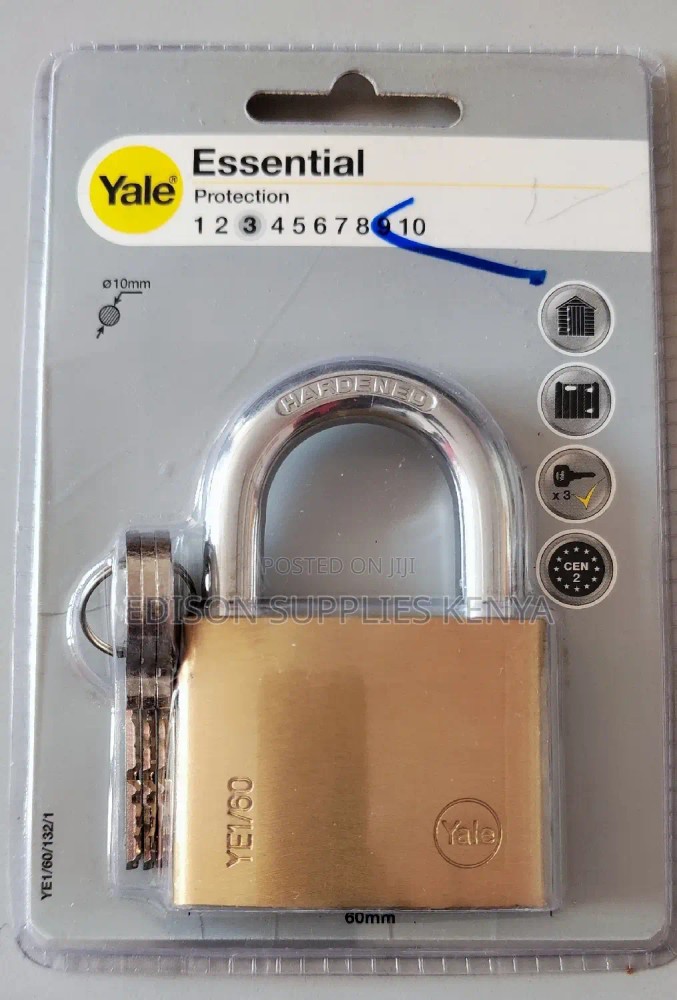 Yale®
Essential
Protection
1 2 3 4 5 6 7 8 9 10
ø10mm
HARDENED
x 3
CEN
2
POSTED ON JIJI
EDISON SUPPLIES KENYA
YE1/60
Yale
YE1/60/132/1
60mm